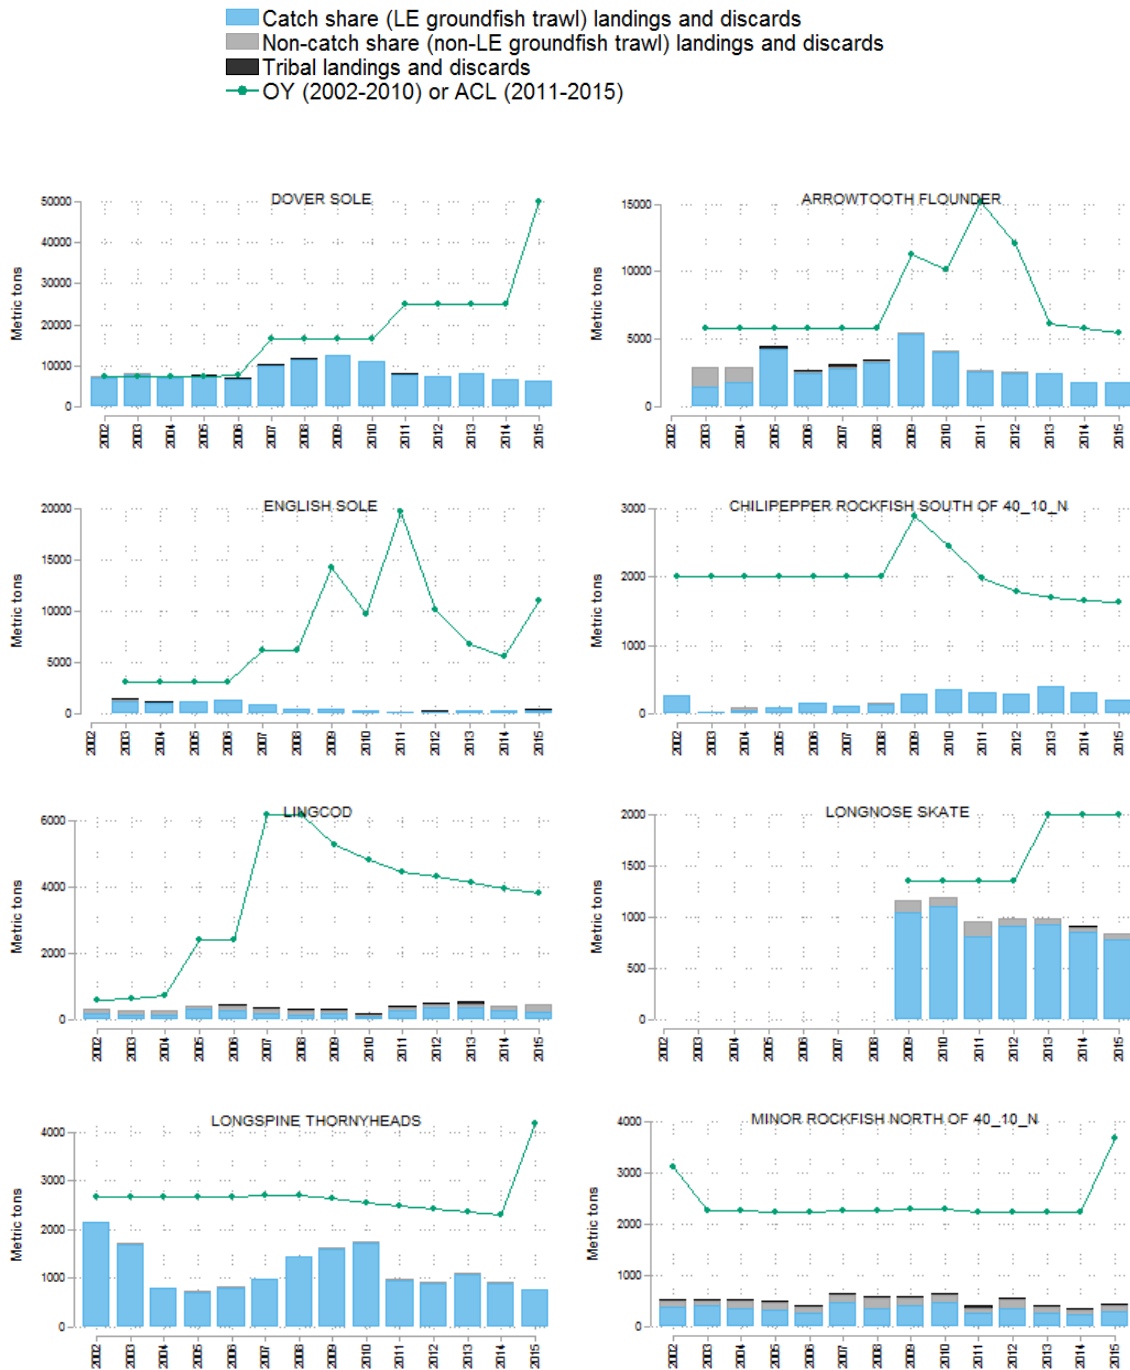 Catch share (LE groundfish trawl) landings and discards
Non-catch share (non-LE groundfish trawl) landings and discards
Tribal landings and discards
OY (2002-2010) or ACL (2011-2015)
DOVER SOLE
Metric tons
50000
40000
30000
20000
10000
0
2002 2003 2004 2005 2006 2007 2008 2009 2010 2011 2012 2013 2014 2015
ARROWTOOTH FLOUNDER
Metric tons
15000
10000
5000
0
2002 2003 2004 2005 2006 2007 2008 2009 2010 2011 2012 2013 2014 2015
ENGLISH SOLE
Metric tons
20000
15000
10000
5000
0
2002 2003 2004 2005 2006 2007 2008 2009 2010 2011 2012 2013 2014 2015
CHILIPEPPER ROCKFISH SOUTH OF 40_10_N
Metric tons
3000
2000
1000
0
2002 2003 2004 2005 2006 2007 2008 2009 2010 2011 2012 2013 2014 2015
LINGCOD
Metric tons
6000
4000
2000
0
2002 2003 2004 2005 2006 2007 2008 2009 2010 2011 2012 2013 2014 2015
LONGNOSE SKATE
Metric tons
2000
1500
1000
500
0
2002 2003 2004 2005 2006 2007 2008 2009 2010 2011 2012 2013 2014 2015
LONGSPINE THORNYHEADS
Metric tons
4000
3000
2000
1000
0
2002 2003 2004 2005 2006 2007 2008 2009 2010 2011 2012 2013 2014 2015
MINOR ROCKFISH NORTH OF 40_10_N
Metric tons
4000
3000
2000
1000
0
2002 2003 2004 2005 2006 2007 2008 2009 2010 2011 2012 2013 2014 2015